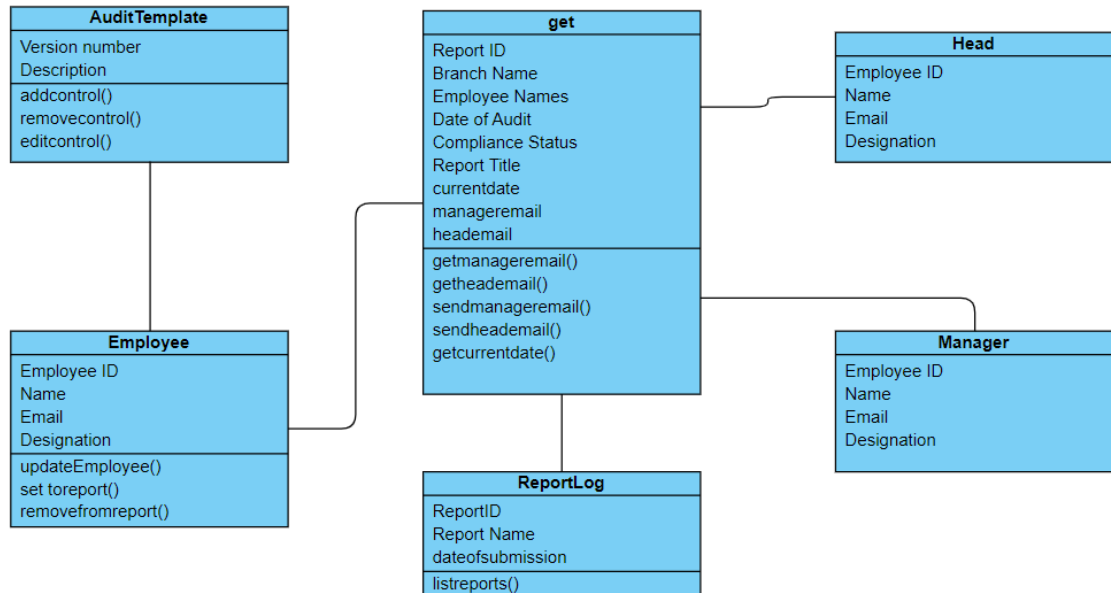 AuditTemplate
Version number
Description
addcontrol()
removecontrol()
editcontrol()
get
Report ID
Branch Name
Employee Names
Date of Audit
Compliance Status
Report Title
currentdate
manageremail
heademail
getmanageremail()
getheademail()
sendmanageremail()
sendheademail()
getcurrentdate()
Head
Employee ID
Name
Email
Designation
Employee
Employee ID
Name
Email
Designation
updateEmployee()
set toreport()
removefromreport()
Manager
Employee ID
Name
Email
Designation
ReportLog
ReportID
Report Name
dateofsubmission
listreports()